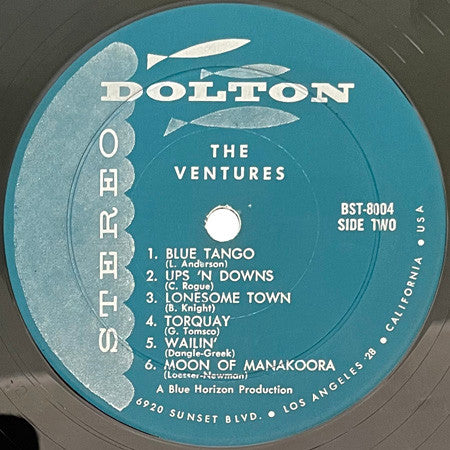 DOLTON
STEREO
THE
VENTURES
BST-8004
SIDE TWO
1. BLUE TANGO
(L. Anderson)
2. UPS 'N DOWNS
(C. Rogue)
3. LONESOME TOWN
(B. Knight)
4. TORQUAY
(G. Tomsco)
5. WAILIN'
(Dangle-Greek)
6. MOON OF MANAKOORA
(Loesser-Newman)
A Blue Horizon Production
6920 SUNSET BLVD. • LOS ANGELES 28 • CALIFORNIA • USA